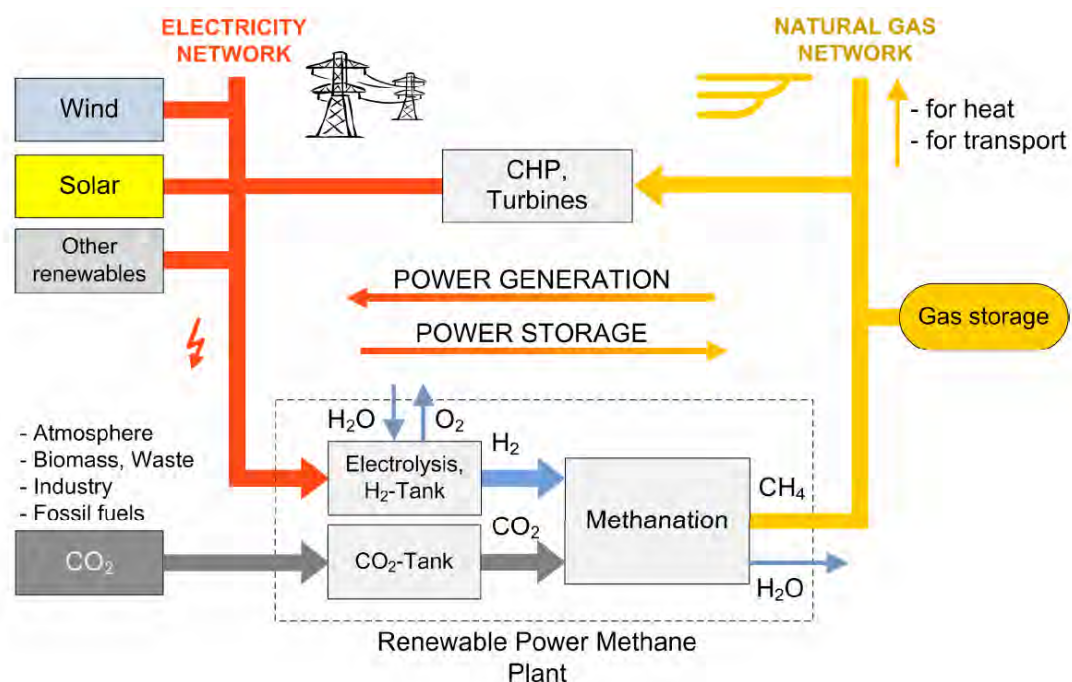 ELECTRICITY
NETWORK
NATURAL GAS
NETWORK
Wind
- for heat
- for transport
Solar
CHP,
Turbines
Other
renewables
POWER GENERATION
Gas storage
POWER STORAGE
- Atmosphere
- Biomass, Waste
- Industry
- Fossil fuels
H₂O
O₂
H₂
Electrolysis,
H₂-Tank
CH₄
Methanation
CO₂
CO₂
CO₂-Tank
H₂O
Renewable Power Methane
Plant